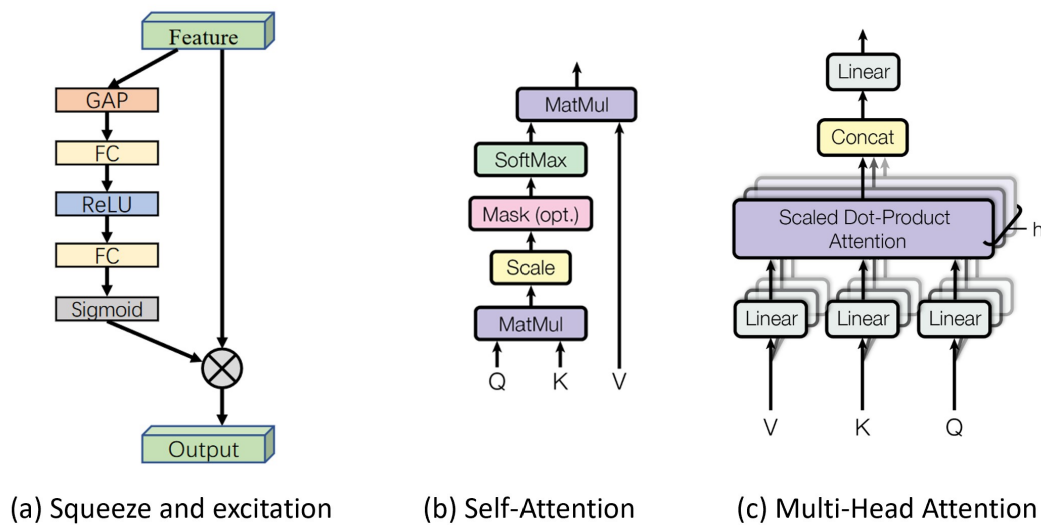 Feature
GAP
FC
ReLU
FC
Sigmoid
Output
(a) Squeeze and excitation
MatMul
SoftMax
Mask (opt.)
Scale
MatMul
Q K V
(b) Self-Attention
Linear
Concat
Scaled Dot-Product
Attention
h
Linear Linear Linear
V K Q
(c) Multi-Head Attention